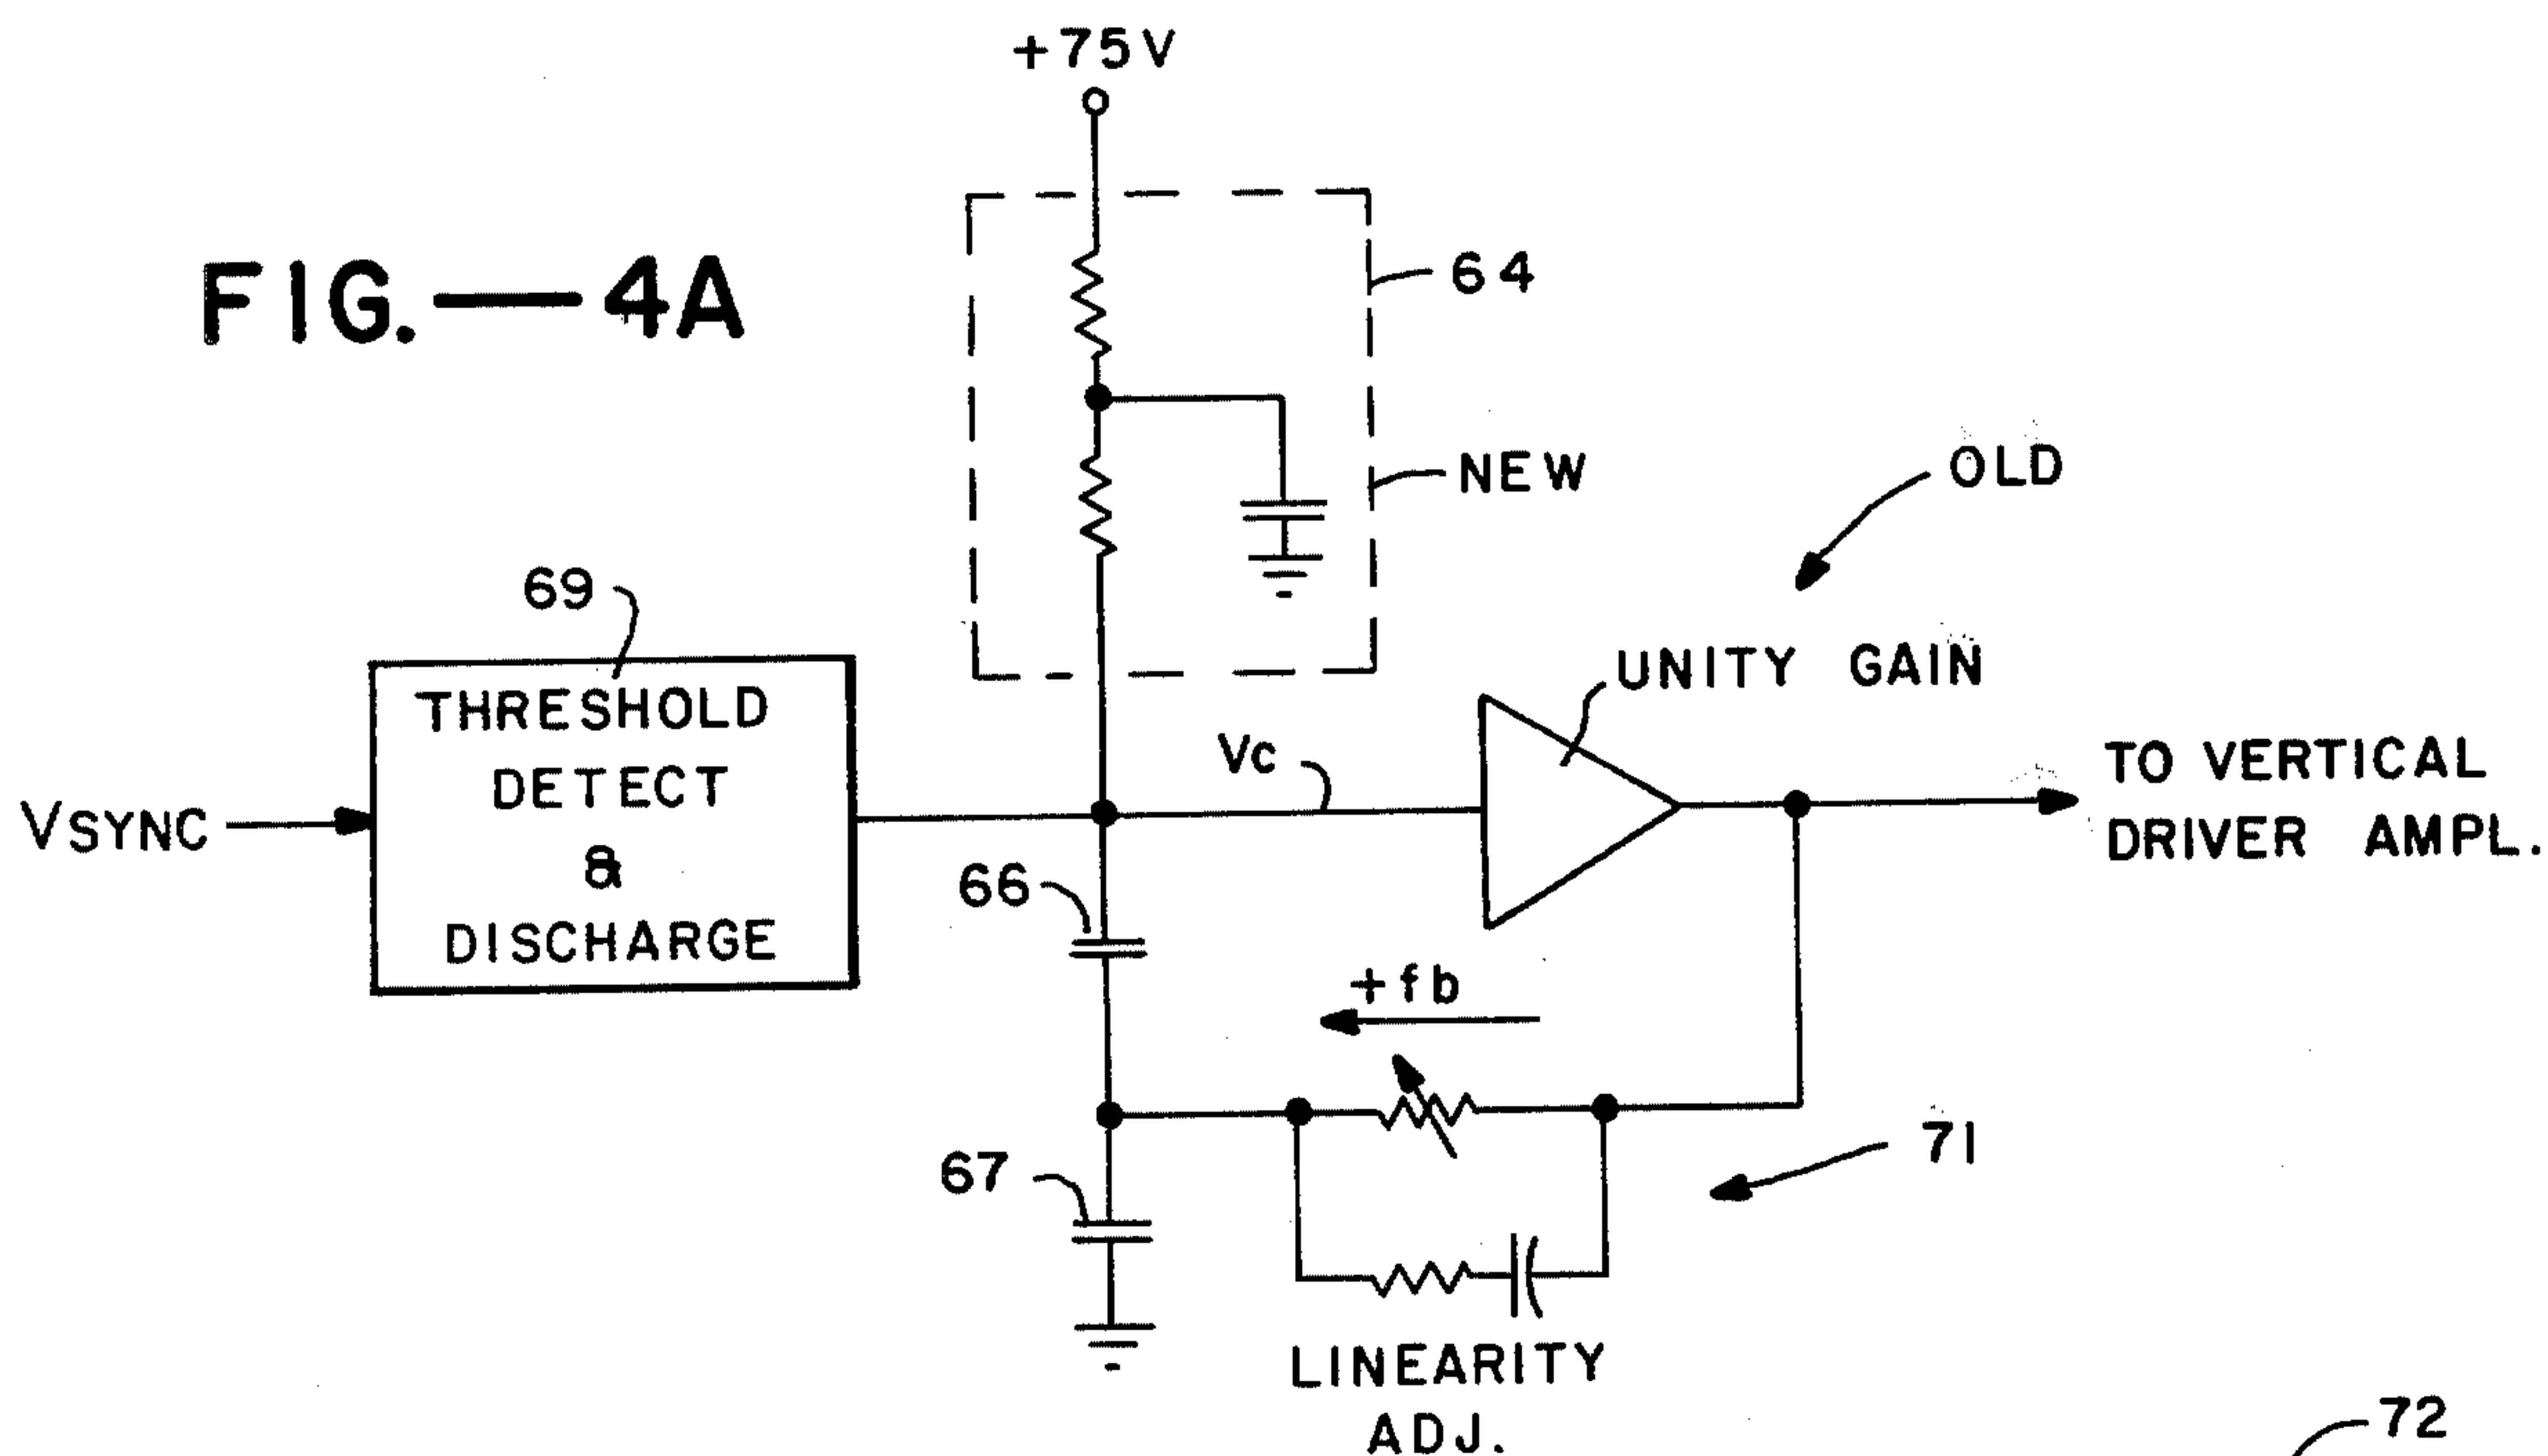 +75V
FIG.—4A
64
NEW
OLD
69
UNITY GAIN
THRESHOLD
DETECT
&
DISCHARGE
VSYNC
Vc
TO VERTICAL
DRIVER AMPL.
66
+fb
67
71
LINEARITY
ADJ.
72